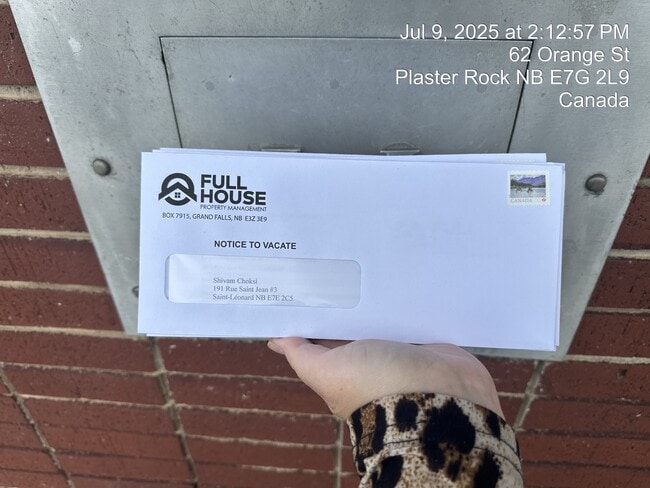 Jul 9, 2025 at 2:12:57 PM
62 Orange St
Plaster Rock NB E7G 2L9
Canada
FULL
HOUSE
PROPERTY MANAGEMENT
BOX 7915, GRAND FALLS, NB E3Z 3E9
CANADA
NOTICE TO VACATE
Shivam Choksi
191 Rue Saint Jean #3
Saint-Léonard NB E7E 2C5